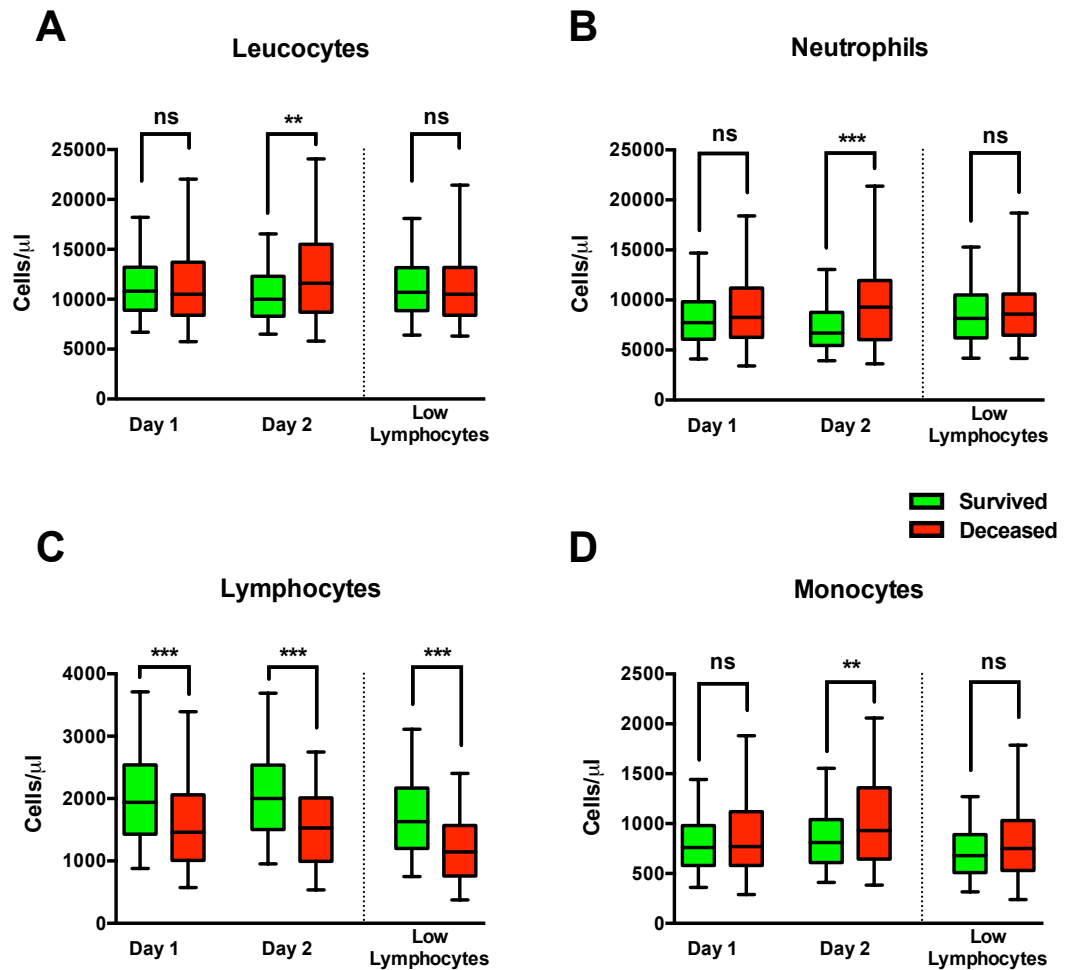 A
Leucocytes
ns
**
ns
25000
20000
15000
10000
5000
0
Cells/µl
Day 1
Day 2
Low
Lymphocytes
B
Neutrophils
ns
***
ns
25000
20000
15000
10000
5000
0
Cells/µl
Day 1
Day 2
Low
Lymphocytes
Survived
Deceased
C
Lymphocytes
***
***
***
4000
3000
2000
1000
0
Cells/µl
Day 1
Day 2
Low
Lymphocytes
D
Monocytes
ns
**
ns
2500
2000
1500
1000
500
0
Cells/µl
Day 1
Day 2
Low
Lymphocytes